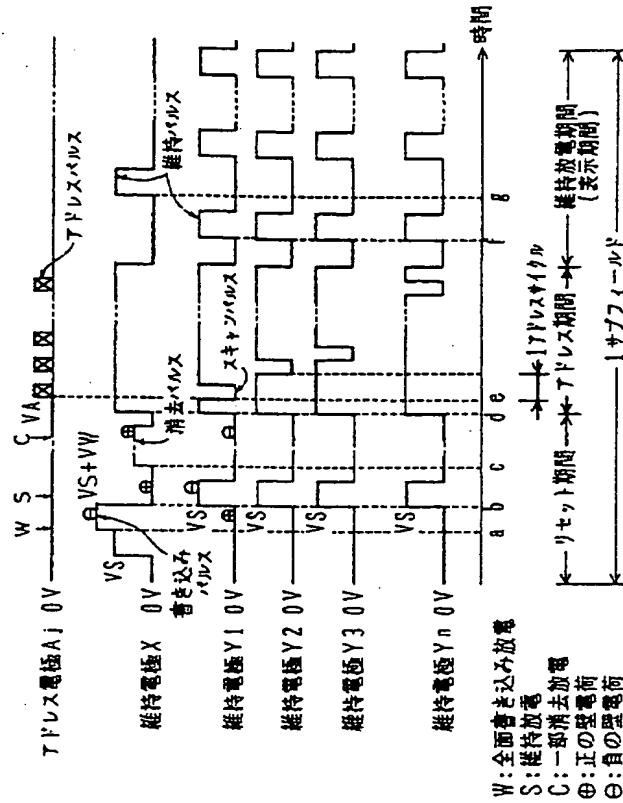 アドレス電極Aj 0V
W S C VA
アドレスパルス
VS VS+VW
維持電極X 0V
書き込み
パルス
消去パルス
維持パルス
VS
維持電極Y1 0V
スキャンパルス
VS
維持電極Y2 0V
VS
維持電極Y3 0V
VS
維持電極Yn 0V
a b c d e f g 時間
1アドレスサイクル
リセット期間 アドレス期間 維持放電期間
(表示期間)
1サブフィールド
W:全面書き込み放電
S:維持放電
C:一部消去放電
⊕:正の壁電荷
⊖:負の壁電荷